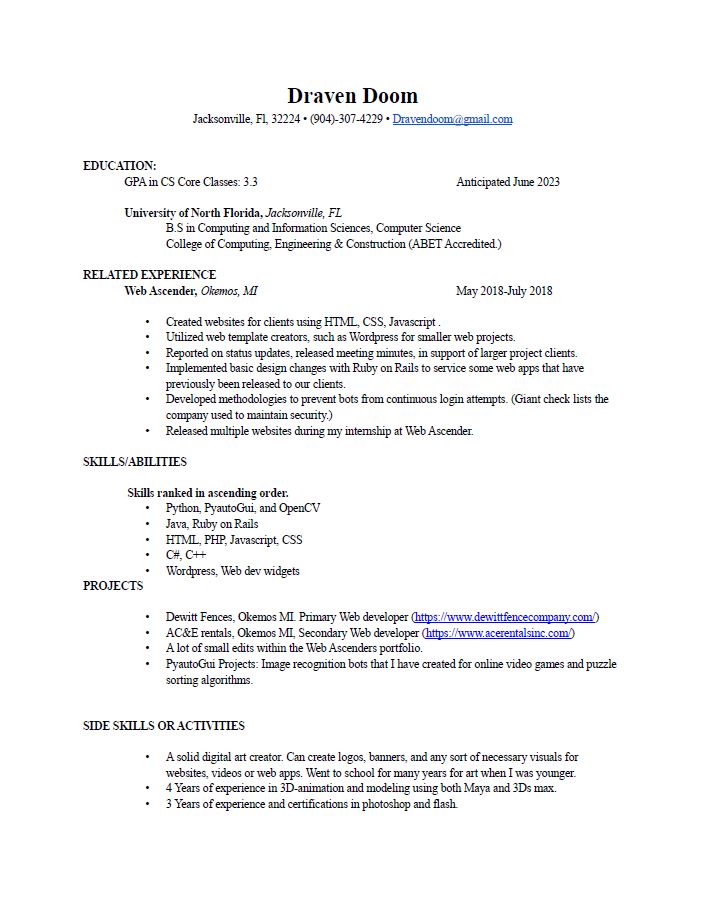 Draven Doom
Jacksonville, Fl, 32224 • (904)-307-4229 • Dravendoom@gmail.com
EDUCATION:
GPA in CS Core Classes: 3.3 Anticipated June 2023
University of North Florida, Jacksonville, FL
B.S in Computing and Information Sciences, Computer Science
College of Computing, Engineering & Construction (ABET Accredited.)
RELATED EXPERIENCE
Web Ascender, Okemos, MI May 2018-July 2018
• Created websites for clients using HTML, CSS, Javascript .
• Utilized web template creators, such as Wordpress for smaller web projects.
• Reported on status updates, released meeting minutes, in support of larger project clients.
• Implemented basic design changes with Ruby on Rails to service some web apps that have
previously been released to our clients.
• Developed methodologies to prevent bots from continuous login attempts. (Giant check lists the
company used to maintain security.)
• Released multiple websites during my internship at Web Ascender.
SKILLS/ABILITIES
Skills ranked in ascending order.
• Python, PyautoGui, and OpenCV
• Java, Ruby on Rails
• HTML, PHP, Javascript, CSS
• C#, C++
• Wordpress, Web dev widgets
PROJECTS
• Dewitt Fences, Okemos MI. Primary Web developer (https://www.dewittfencecompany.com/)
• AC&E rentals, Okemos MI, Secondary Web developer (https://www.acerentalsinc.com/)
• A lot of small edits within the Web Ascenders portfolio.
• PyautoGui Projects: Image recognition bots that I have created for online video games and puzzle
sorting algorithms.
SIDE SKILLS OR ACTIVITIES
• A solid digital art creator. Can create logos, banners, and any sort of necessary visuals for
websites, videos or web apps. Went to school for many years for art when I was younger.
• 4 Years of experience in 3D-animation and modeling using both Maya and 3Ds max.
• 3 Years of experience and certifications in photoshop and flash.